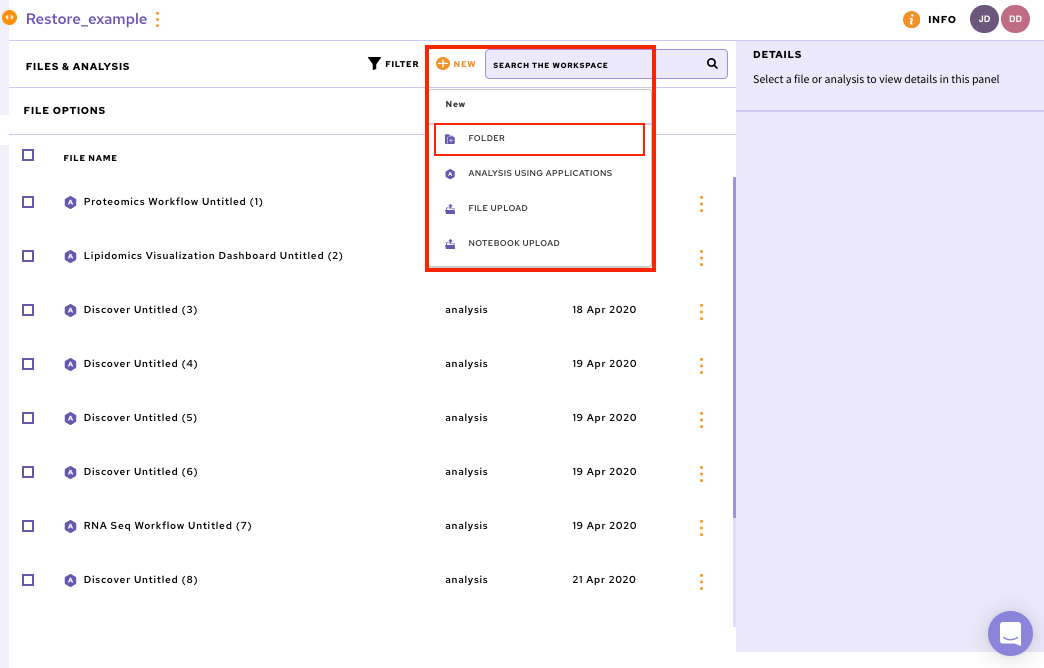 Restore_example
i INFO JD DD
FILES & ANALYSIS FILTER NEW SEARCH THE WORKSPACE
DETAILS
Select a file or analysis to view details in this panel
FILE OPTIONS
New
FOLDER
ANALYSIS USING APPLICATIONS
FILE UPLOAD
NOTEBOOK UPLOAD
FILE NAME
A Proteomics Workflow Untitled (1)
A Lipidomics Visualization Dashboard Untitled (2)
A Discover Untitled (3) analysis 18 Apr 2020
A Discover Untitled (4) analysis 19 Apr 2020
A Discover Untitled (5) analysis 19 Apr 2020
A Discover Untitled (6) analysis 19 Apr 2020
A RNA Seq Workflow Untitled (7) analysis 19 Apr 2020
A Discover Untitled (8) analysis 21 Apr 2020